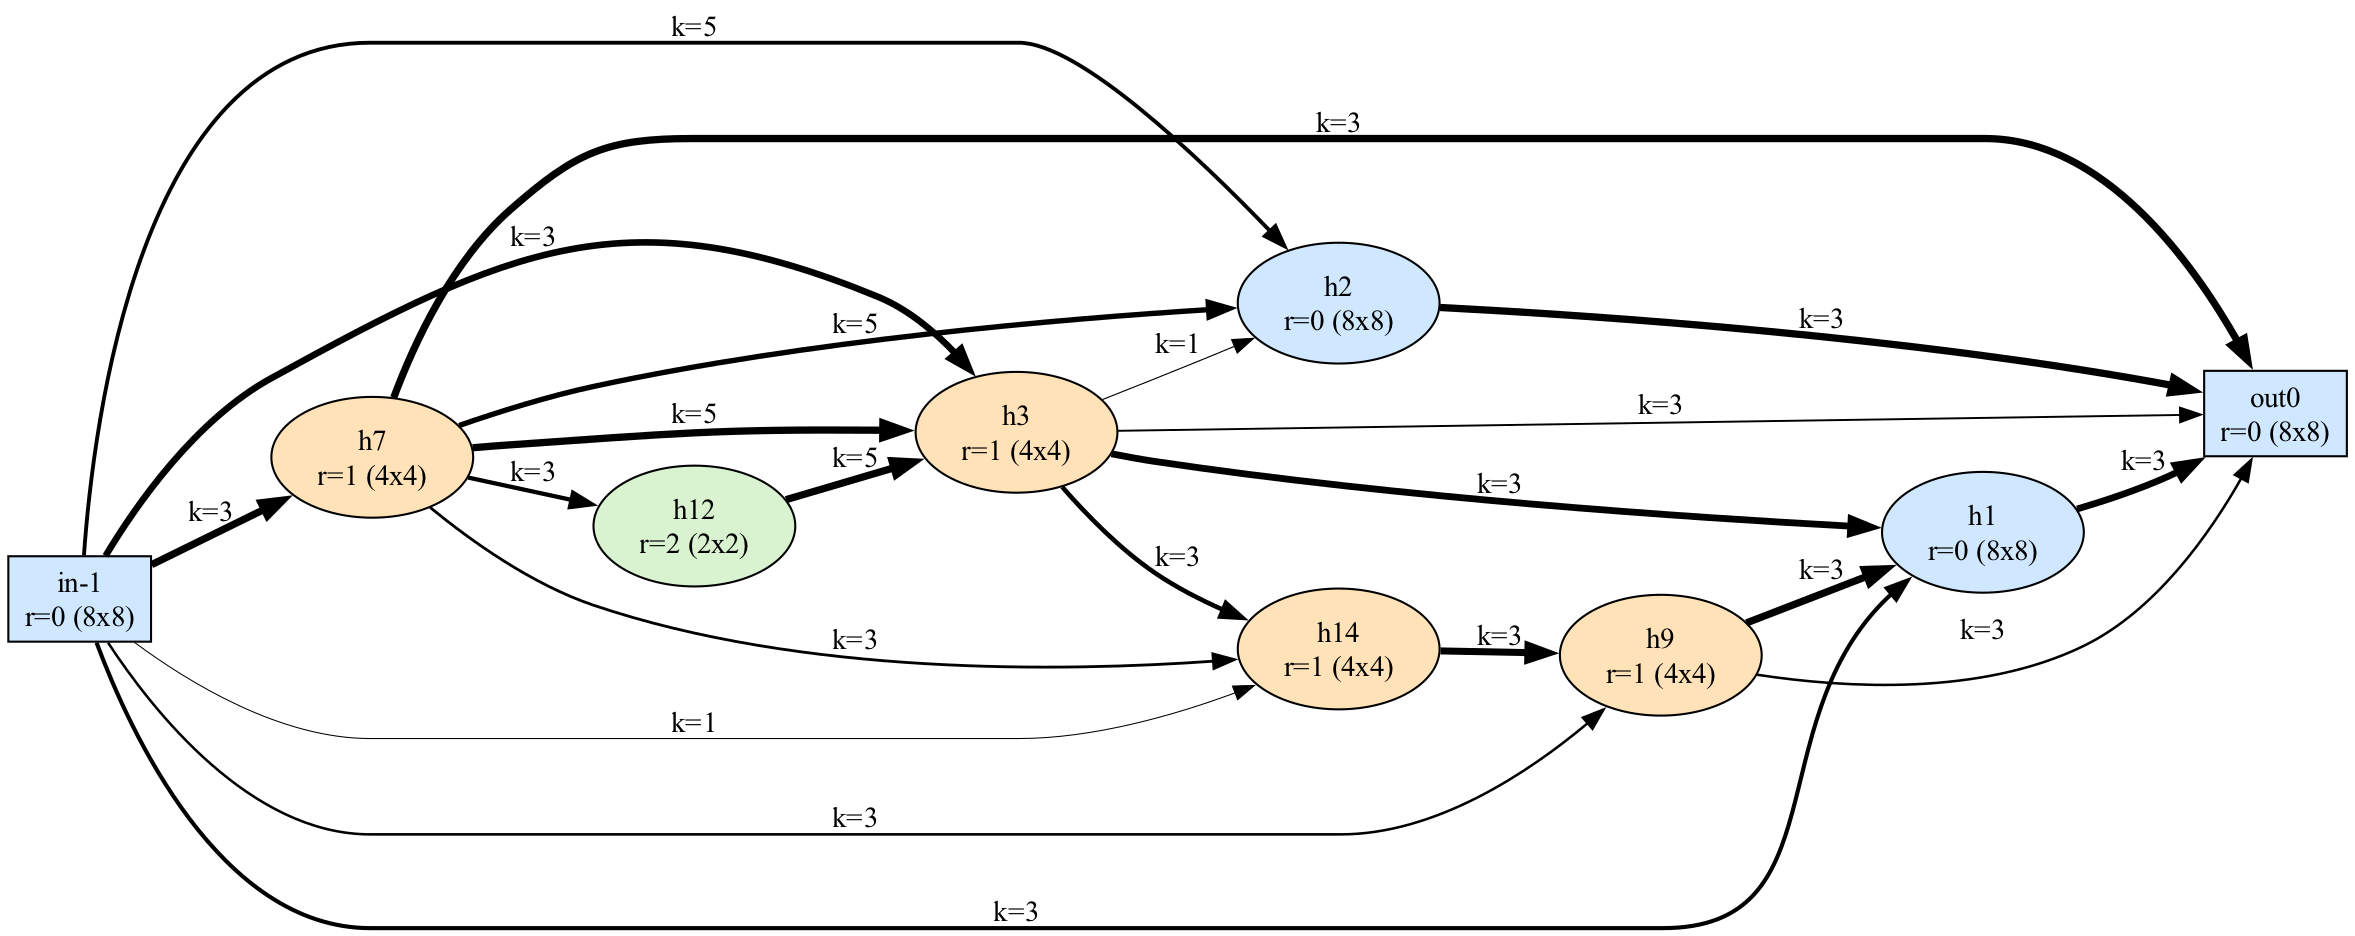 k=5
k=3
k=3
h2
r=0 (8x8)
k=3
k=5
k=1
out0
r=0 (8x8)
k=3
k=5
h3
r=1 (4x4)
h7
r=1 (4x4)
k=3
k=5
k=3
k=3
k=3
h12
r=2 (2x2)
h1
r=0 (8x8)
k=3
k=3
k=3
in-1
r=0 (8x8)
k=3
h14
r=1 (4x4)
k=3
h9
r=1 (4x4)
k=3
k=1
k=3
k=3